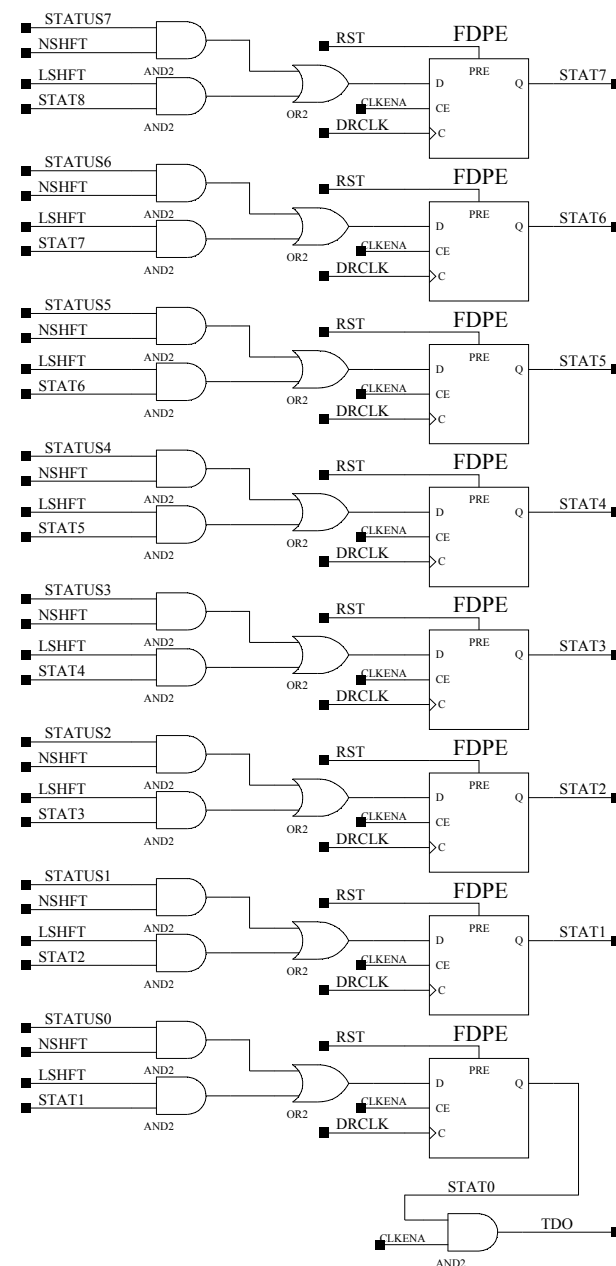 STATUS7
RST
FDPE
NSHFT
AND2
PRE
LSHFT
D
Q
STAT7
STAT8
OR2
CLKENA
CE
AND2
DRCLK
C
STATUS6
RST
FDPE
NSHFT
AND2
PRE
LSHFT
D
Q
STAT6
STAT7
OR2
CLKENA
CE
AND2
DRCLK
C
STATUS5
RST
FDPE
NSHFT
AND2
PRE
LSHFT
D
Q
STAT5
STAT6
OR2
CLKENA
CE
AND2
DRCLK
C
STATUS4
RST
FDPE
NSHFT
AND2
PRE
LSHFT
D
Q
STAT4
STAT5
OR2
CLKENA
CE
AND2
DRCLK
C
STATUS3
RST
FDPE
NSHFT
AND2
PRE
LSHFT
D
Q
STAT3
STAT4
OR2
CLKENA
CE
AND2
DRCLK
C
STATUS2
RST
FDPE
NSHFT
AND2
PRE
LSHFT
D
Q
STAT2
STAT3
OR2
CLKENA
CE
AND2
DRCLK
C
STATUS1
RST
FDPE
NSHFT
AND2
PRE
LSHFT
D
Q
STAT1
STAT2
OR2
CLKENA
CE
AND2
DRCLK
C
STATUS0
RST
FDPE
NSHFT
AND2
PRE
LSHFT
D
Q
STAT1
OR2
CLKENA
CE
AND2
DRCLK
C
STAT0
TDO
CLKENA
AND2